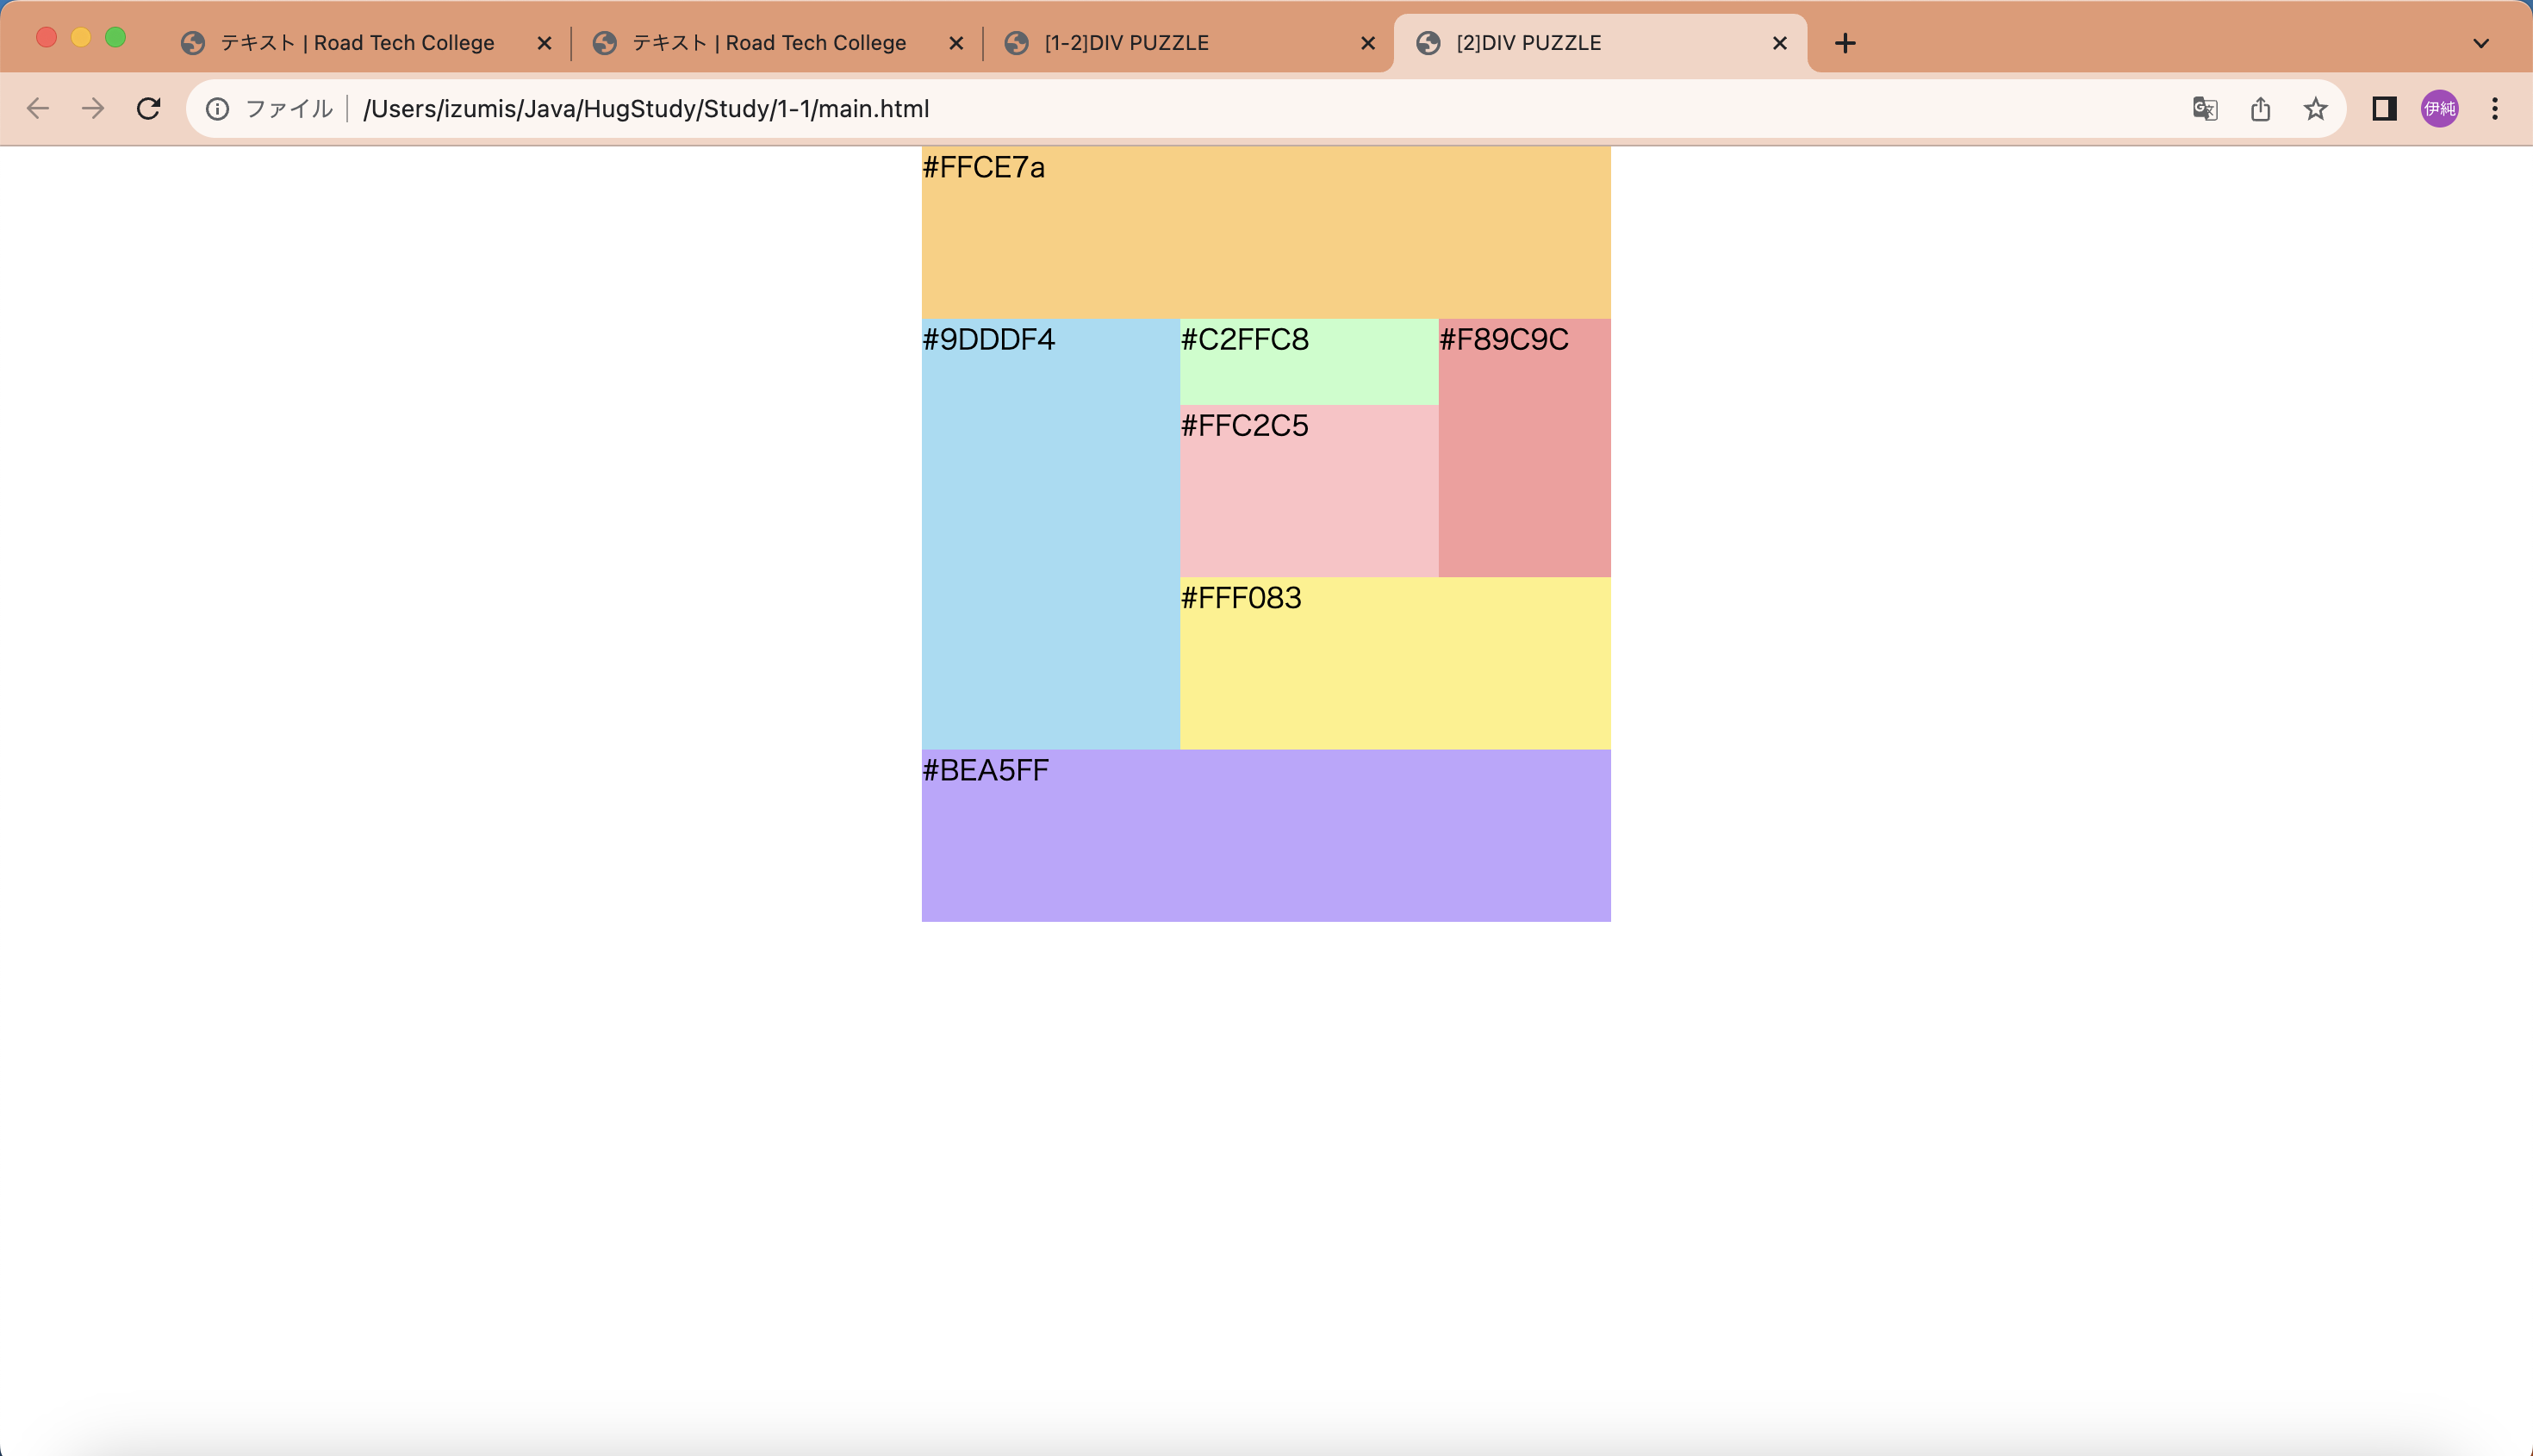 テキスト | Road Tech College
テキスト | Road Tech College
[1-2]DIV PUZZLE
[2]DIV PUZZLE
ファイル
/Users/izumis/Java/HugStudy/Study/1-1/main.html
伊純
#FFCE7a
#9DDDF4
#C2FFC8
#F89C9C
#FFC2C5
#FFF083
#BEA5FF